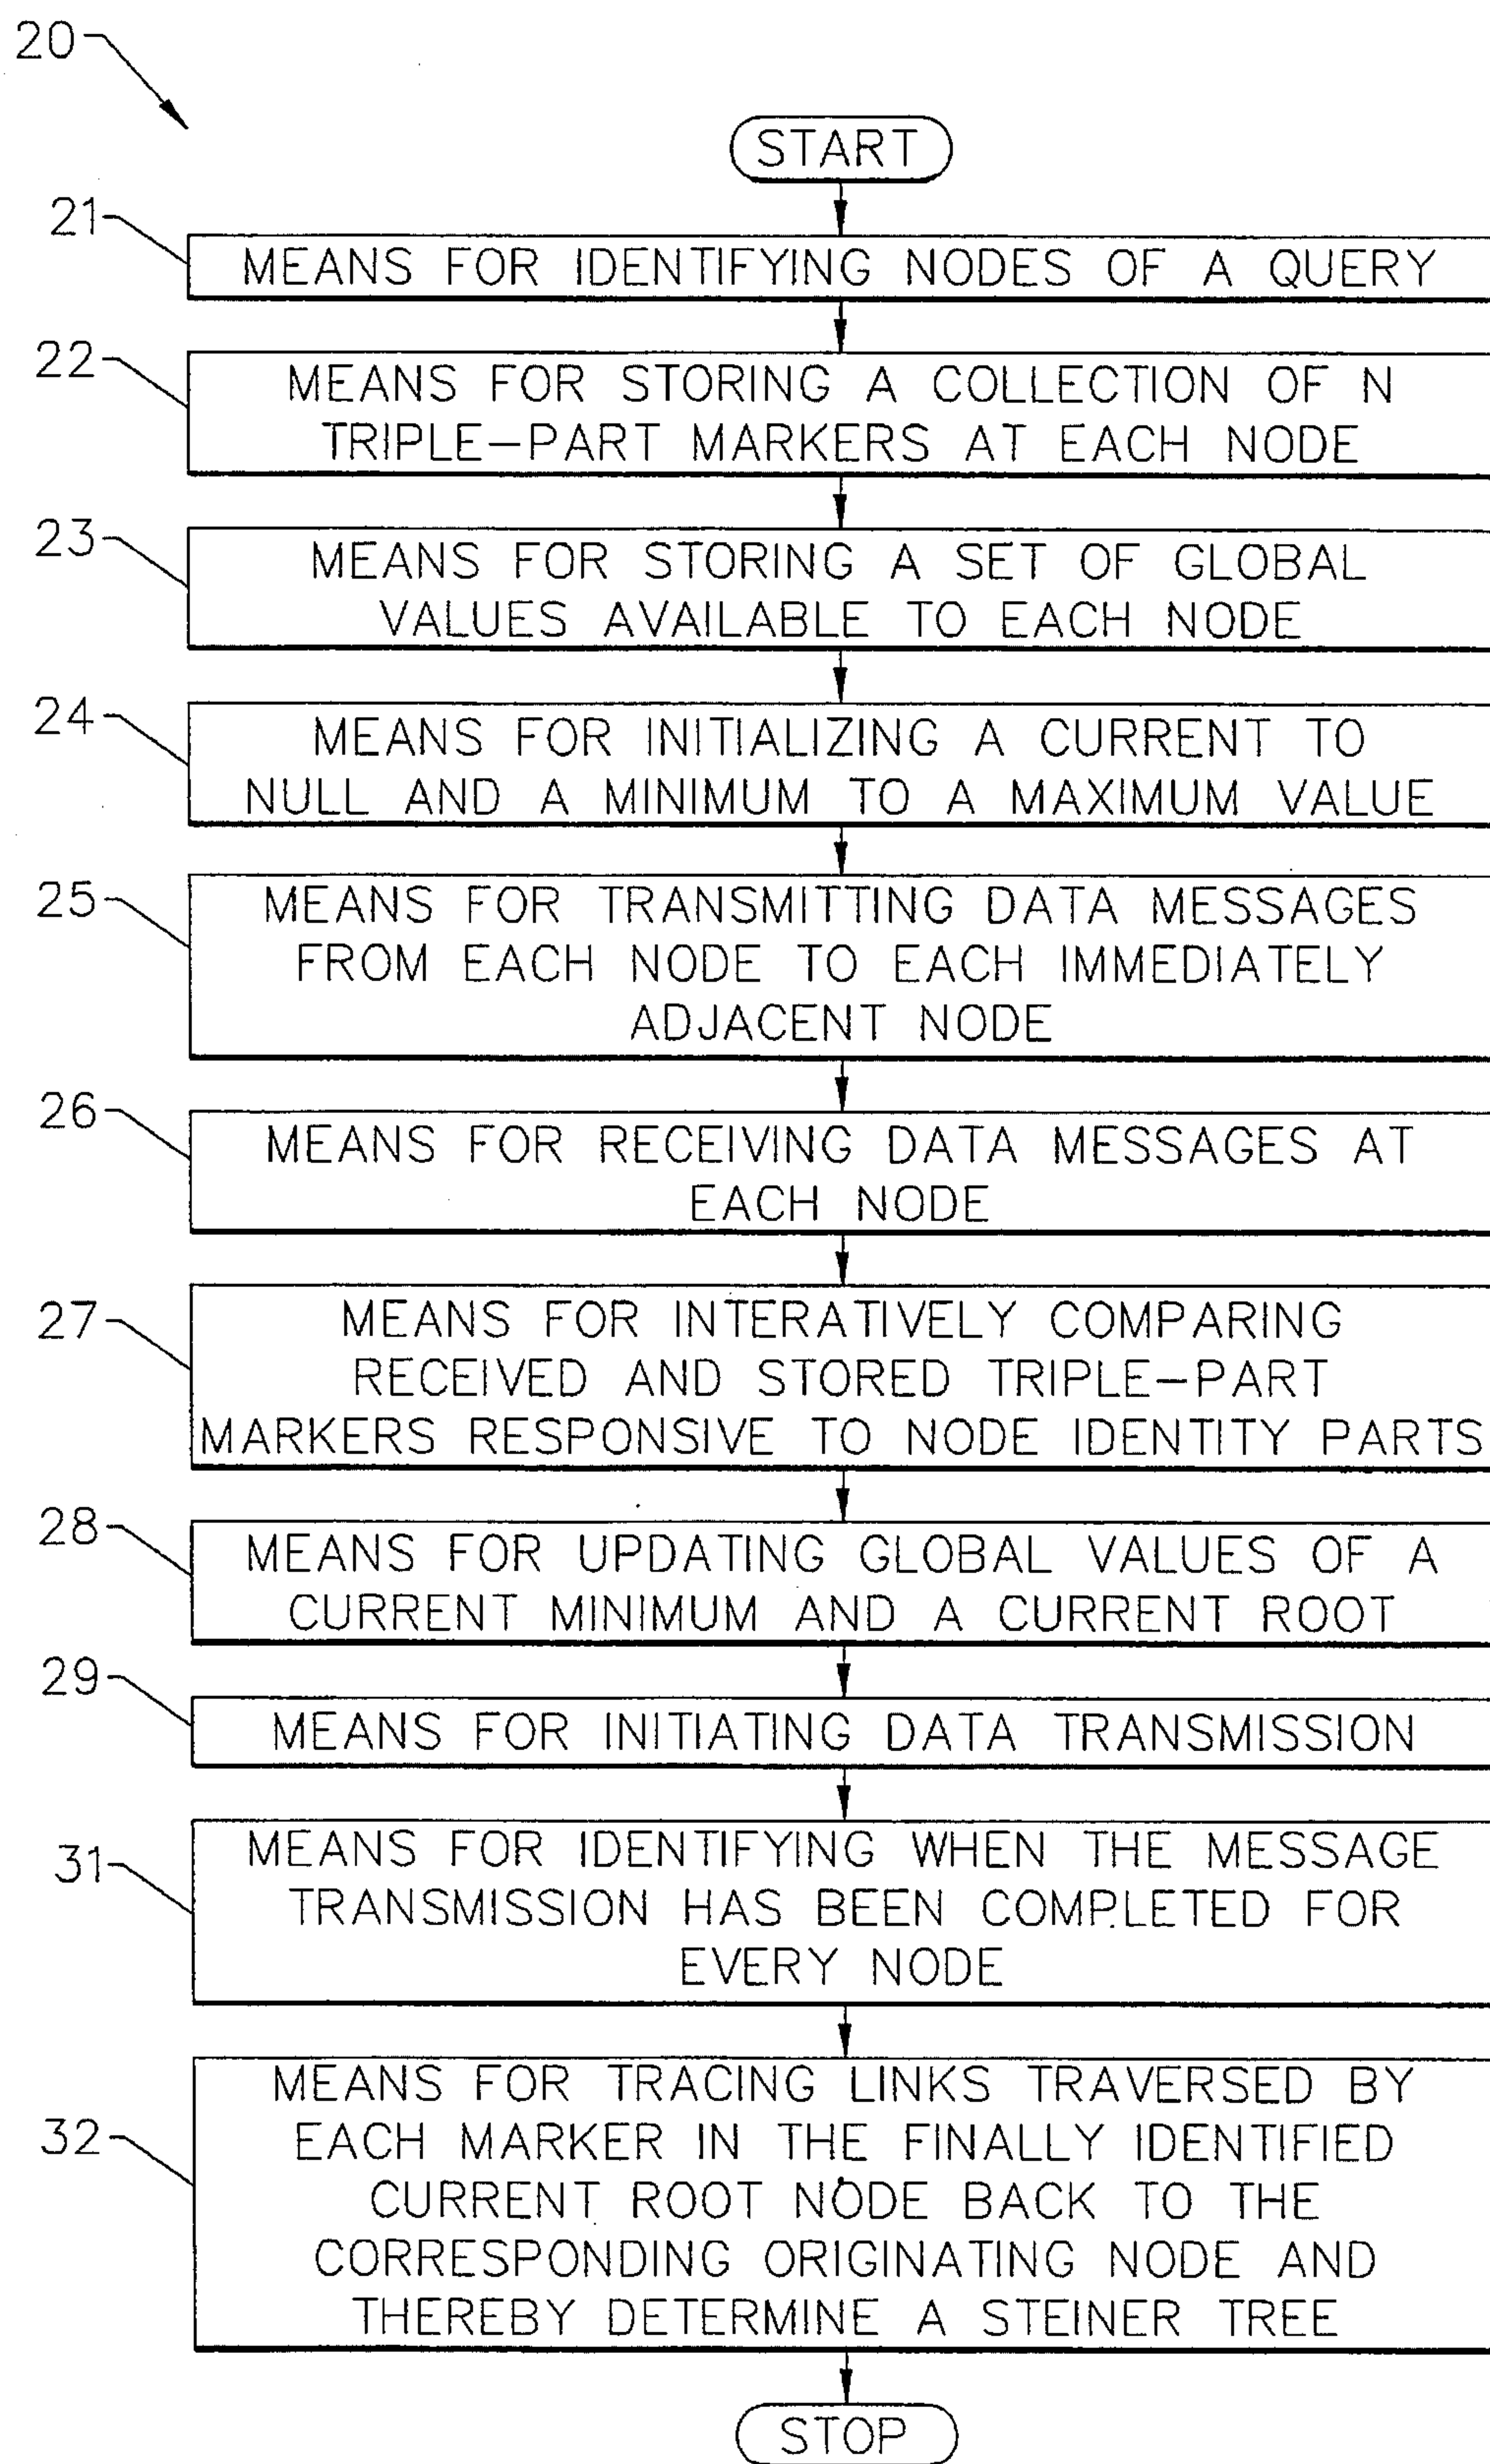 20
START
21
MEANS FOR IDENTIFYING NODES OF A QUERY
22
MEANS FOR STORING A COLLECTION OF N
TRIPLE-PART MARKERS AT EACH NODE
23
MEANS FOR STORING A SET OF GLOBAL
VALUES AVAILABLE TO EACH NODE
24
MEANS FOR INITIALIZING A CURRENT TO
NULL AND A MINIMUM TO A MAXIMUM VALUE
25
MEANS FOR TRANSMITTING DATA MESSAGES
FROM EACH NODE TO EACH IMMEDIATELY
ADJACENT NODE
26
MEANS FOR RECEIVING DATA MESSAGES AT
EACH NODE
27
MEANS FOR INTERATIVELY COMPARING
RECEIVED AND STORED TRIPLE-PART
MARKERS RESPONSIVE TO NODE IDENTITY PARTS
28
MEANS FOR UPDATING GLOBAL VALUES OF A
CURRENT MINIMUM AND A CURRENT ROOT
29
MEANS FOR INITIATING DATA TRANSMISSION
31
MEANS FOR IDENTIFYING WHEN THE MESSAGE
TRANSMISSION HAS BEEN COMPLETED FOR
EVERY NODE
32
MEANS FOR TRACING LINKS TRAVERSED BY
EACH MARKER IN THE FINALLY IDENTIFIED
CURRENT ROOT NODE BACK TO THE
CORRESPONDING ORIGINATING NODE AND
THEREBY DETERMINE A STEINER TREE
STOP